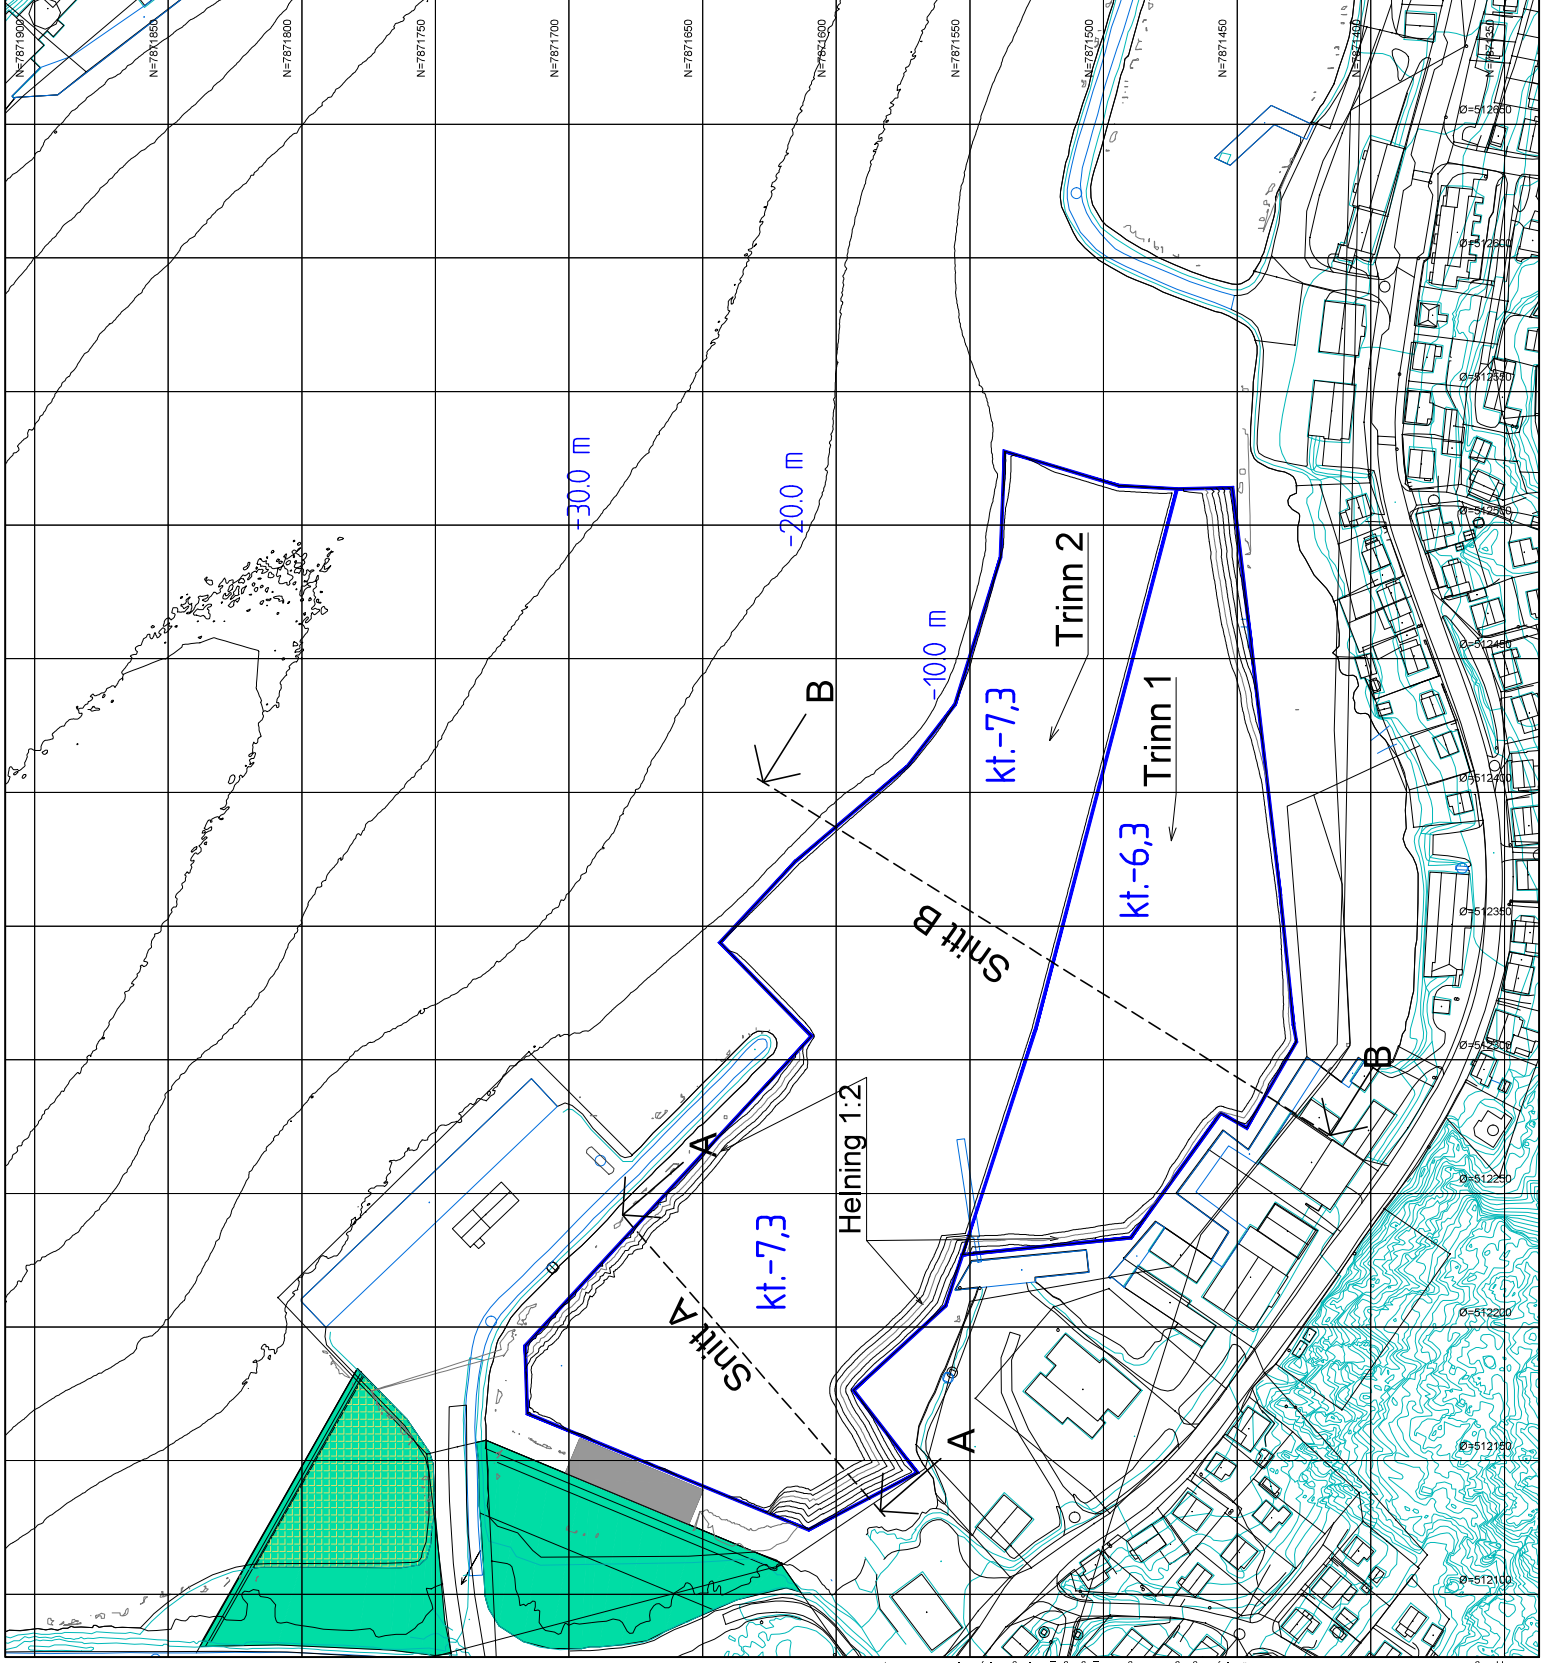 N=7871900
N=7871850
N=7871800
N=7871750
N=7871700
N=7871650
N=7871600
N=7871550
N=7871500
N=7871450
N=7871400
N=7871350
Ø=512650
Ø=512600
Ø=512550
Ø=512500
Ø=512450
Ø=512400
Ø=512350
Ø=512300
Ø=512250
Ø=512200
Ø=512150
Ø=512100
-30.0 m
-20.0 m
-10.0 m
Trinn 2
kt.-7,3
Trinn 1
kt.-6,3
B
Snitt B
B
Helning 1:2
A
kt.-7,3
Snitt A
A